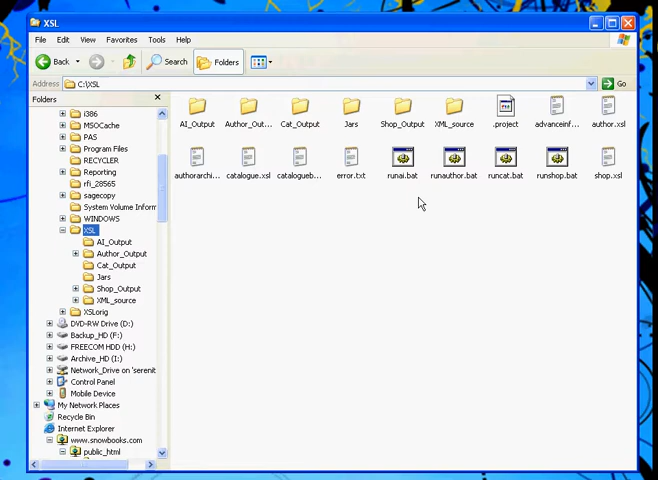 XSL
File Edit View Favorites Tools Help
Back Search Folders
Address C:\XSL Go
Folders
i386
MSOCache
PAS
Program Files
RECYCLER
Reporting
rfi_28565
sagecopy
System Volume Inform
WINDOWS
XSL
AI_Output
Author_Output
Cat_Output
Jars
Shop_Output
XML_source
XSLorig
DVD-RW Drive (D:)
Backup_HD (F:)
FREECOM HDD (H:)
Archive_HD (I:)
Network_Drive on 'serenit
Control Panel
Mobile Device
My Network Places
Recycle Bin
Internet Explorer
www.snowbooks.com
public_html
AI_Output Author_Out... Cat_Output Jars Shop_Output XML_source .project advanceinf... author.xsl
authorarchi... catalogue.xsl catalogueb... error.txt runai.bat runauthor.bat runcat.bat runshop.bat shop.xsl